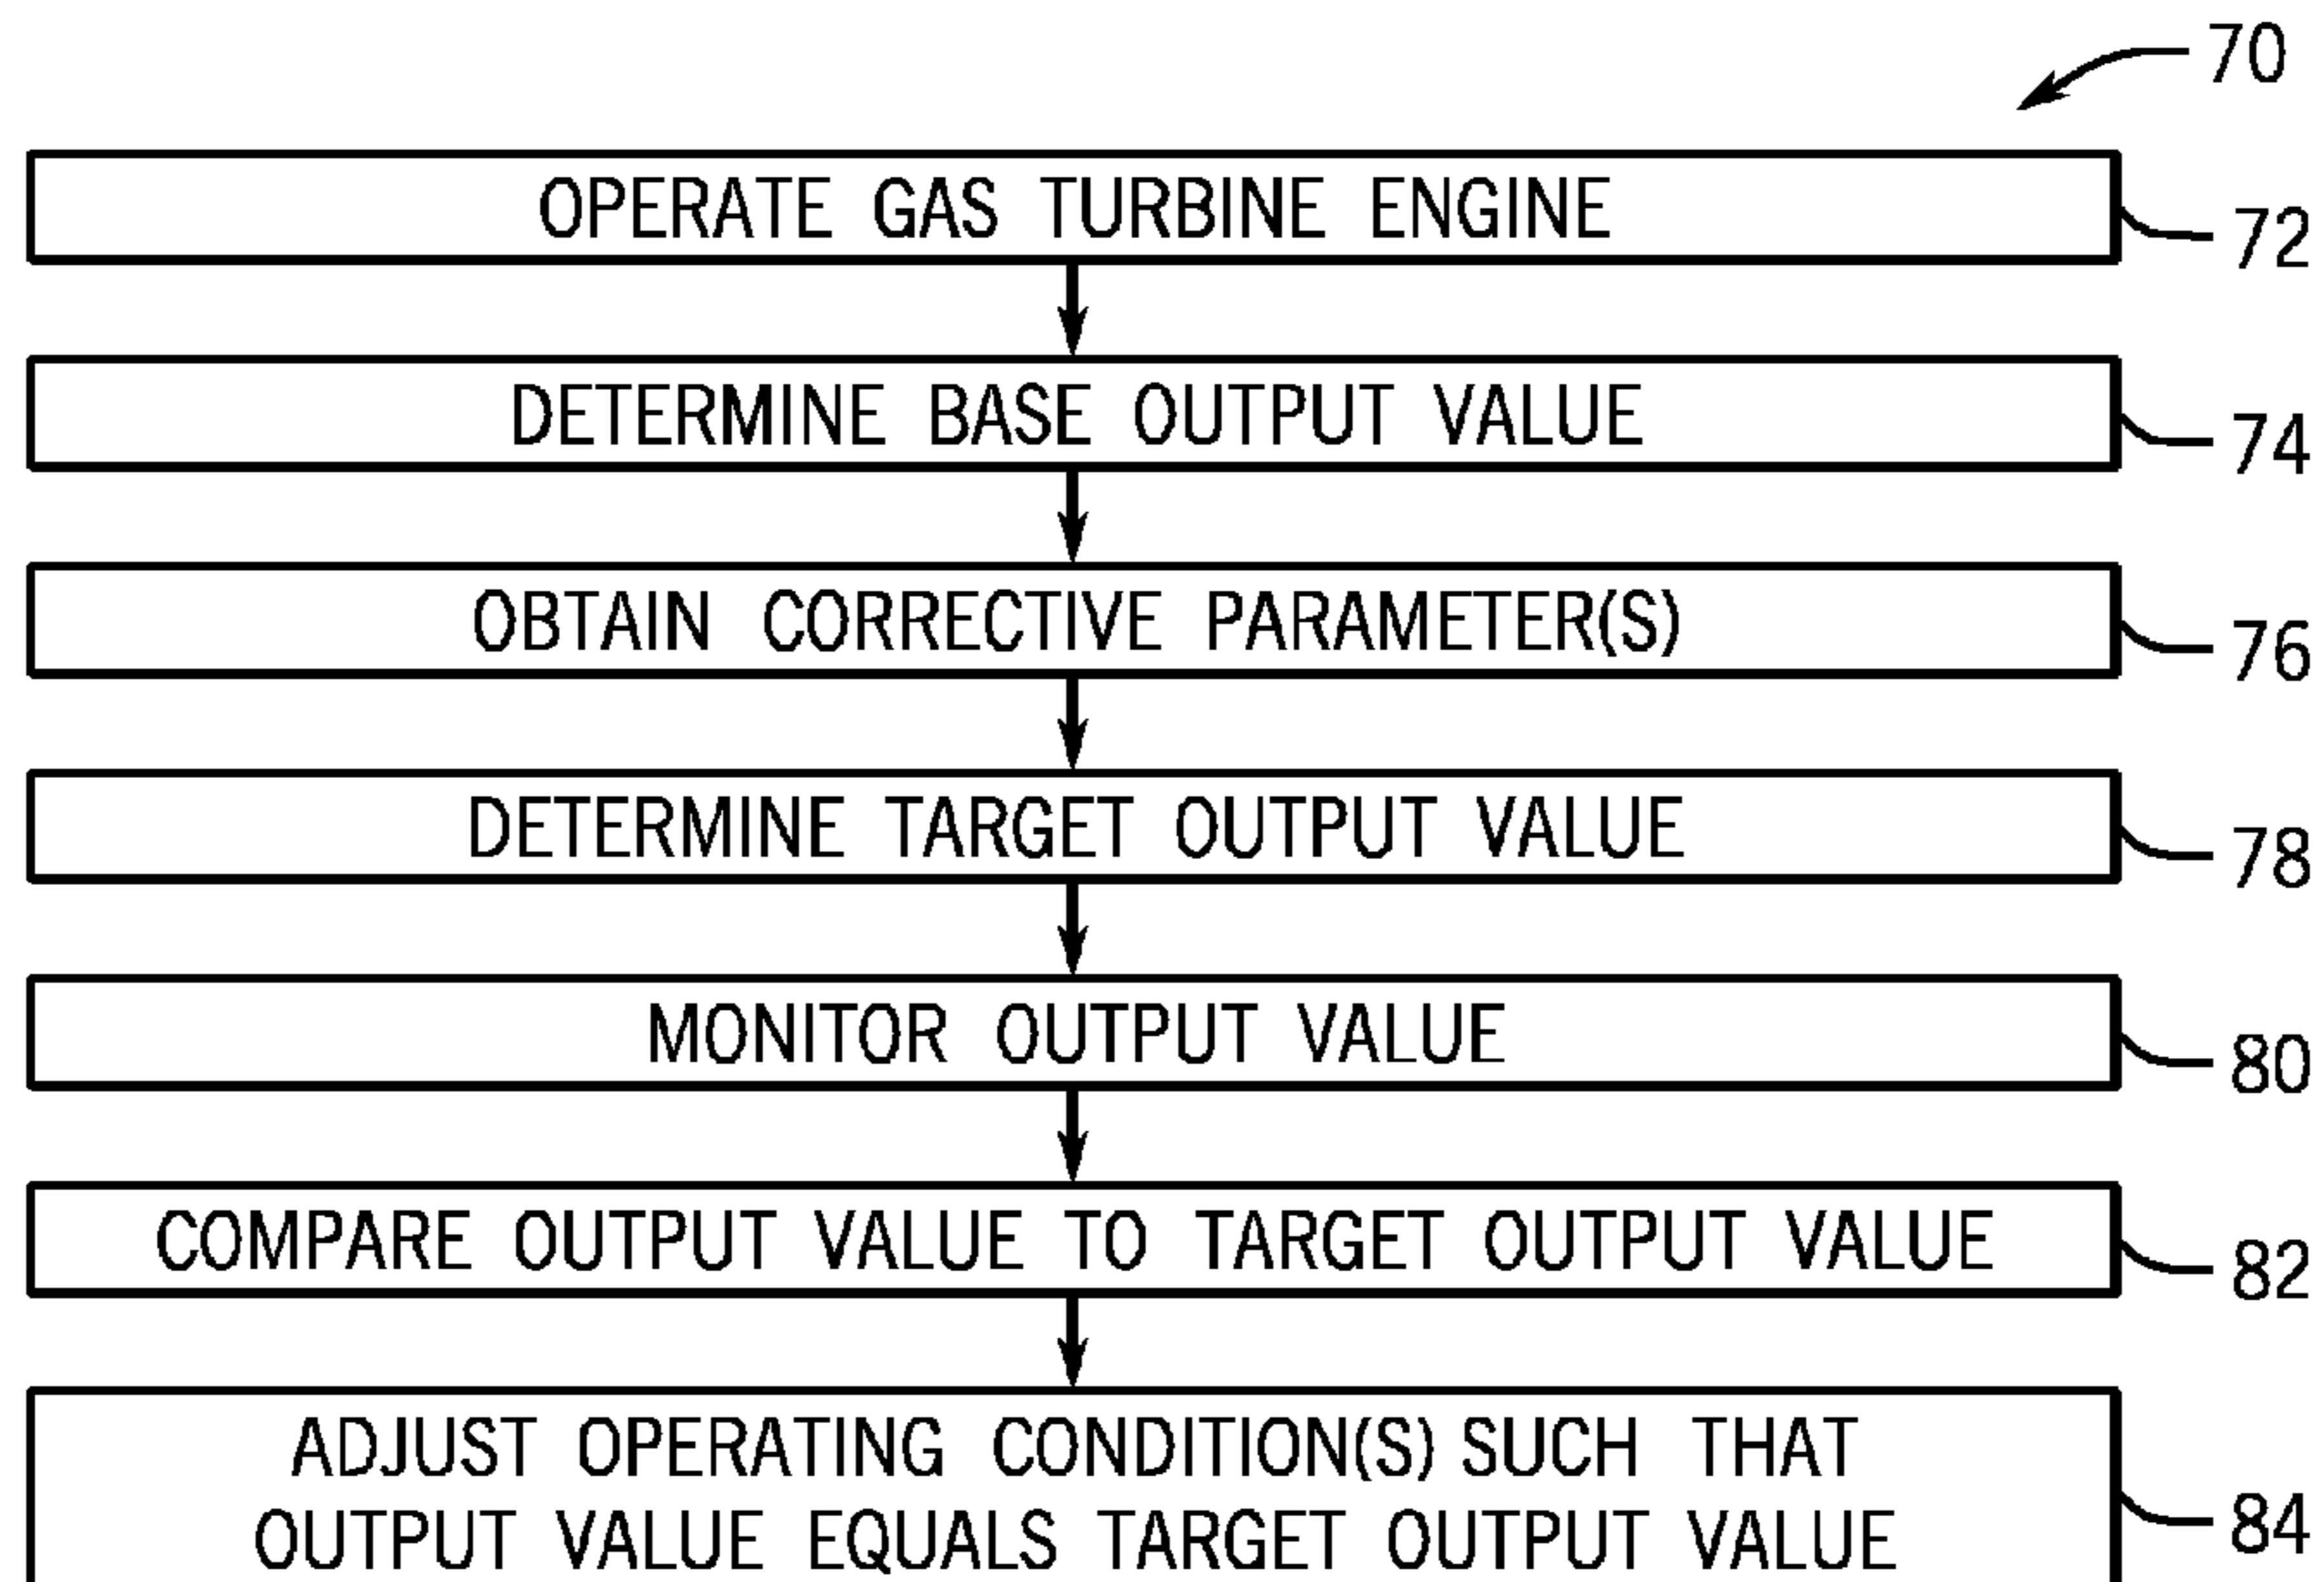 70
OPERATE GAS TURBINE ENGINE
72
DETERMINE BASE OUTPUT VALUE
74
OBTAIN CORRECTIVE PARAMETER(S)
76
DETERMINE TARGET OUTPUT VALUE
78
MONITOR OUTPUT VALUE
80
COMPARE OUTPUT VALUE TO TARGET OUTPUT VALUE
82
ADJUST OPERATING CONDITION(S) SUCH THAT
OUTPUT VALUE EQUALS TARGET OUTPUT VALUE
84